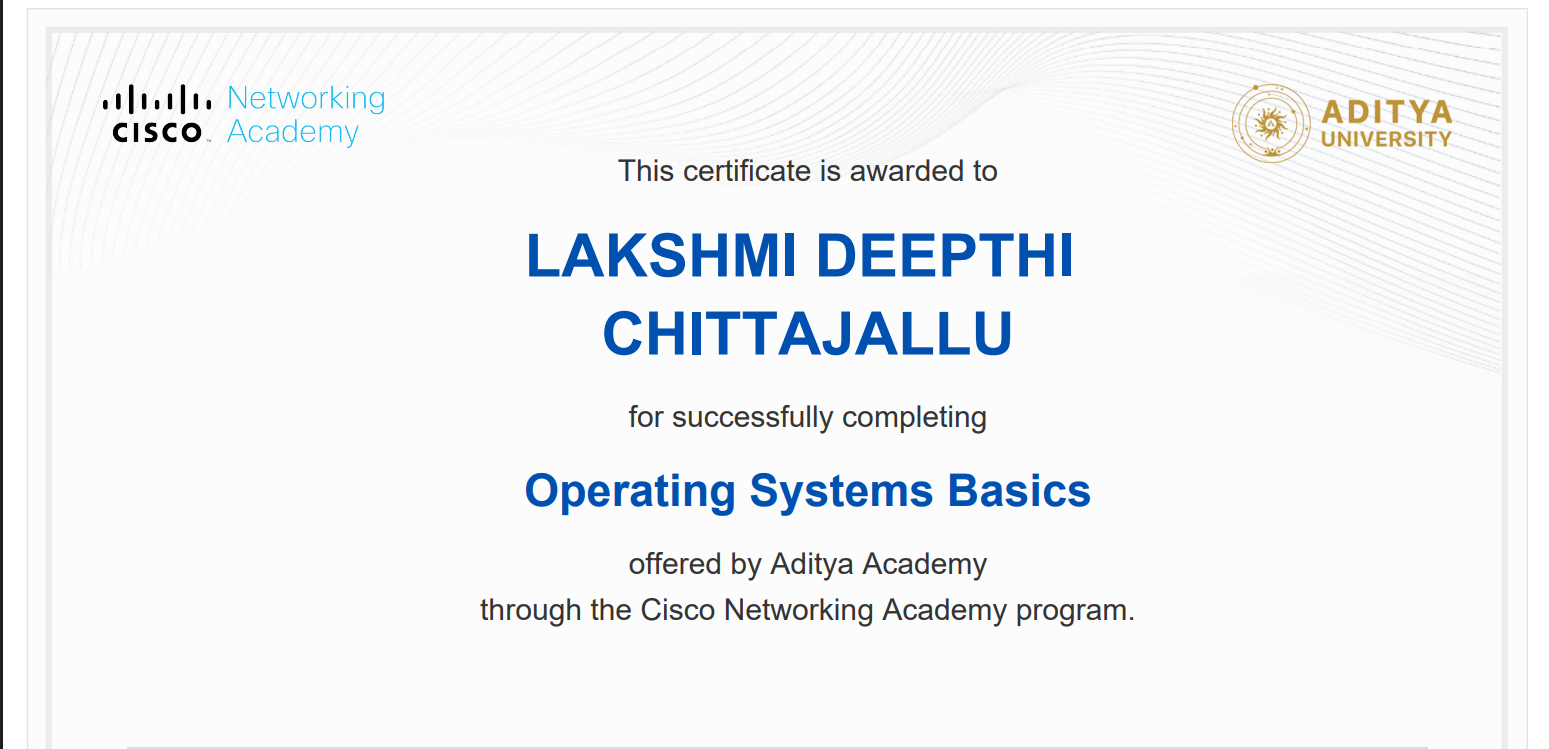 CISCO
Networking
Academy
ADITYA
UNIVERSITY
This certificate is awarded to
LAKSHMI DEEPTHI
CHITTAJALLU
for successfully completing
Operating Systems Basics
offered by Aditya Academy
through the Cisco Networking Academy program.